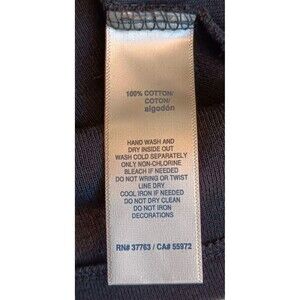 100% COTTON/
COTON/
algodón
HAND WASH AND
DRY INSIDE OUT
WASH COLD SEPARATELY
ONLY NON-CHLORINE
BLEACH IF NEEDED
DO NOT WRING OR TWIST
LINE DRY
COOL IRON IF NEEDED
DO NOT DRY CLEAN
DO NOT IRON
DECORATIONS
RN# 37763 / CA# 55972